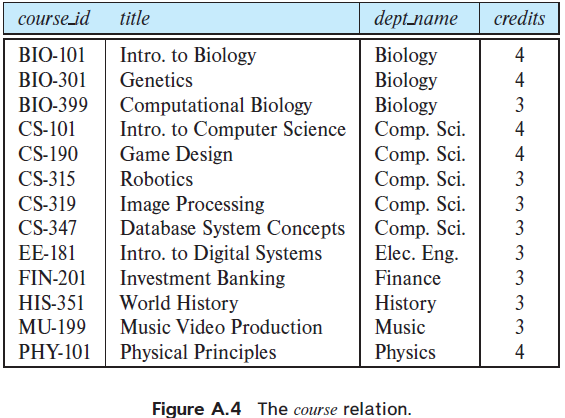 course_id title dept_name credits
BIO-101 Intro. to Biology Biology 4
BIO-301 Genetics Biology 4
BIO-399 Computational Biology Biology 3
CS-101 Intro. to Computer Science Comp. Sci. 4
CS-190 Game Design Comp. Sci. 4
CS-315 Robotics Comp. Sci. 3
CS-319 Image Processing Comp. Sci. 3
CS-347 Database System Concepts Comp. Sci. 3
EE-181 Intro. to Digital Systems Elec. Eng. 3
FIN-201 Investment Banking Finance 3
HIS-351 World History History 3
MU-199 Music Video Production Music 3
PHY-101 Physical Principles Physics 4
Figure A.4 The course relation.